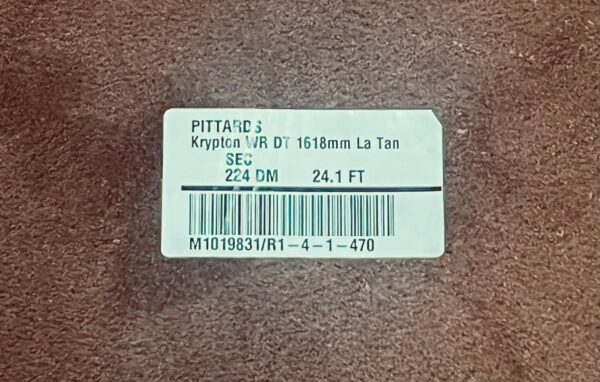 PITTARDS
Krypton WR DT 1618mm La Tan
SEC
224 DM 24.1 FT
M1019831/R1-4-1-470